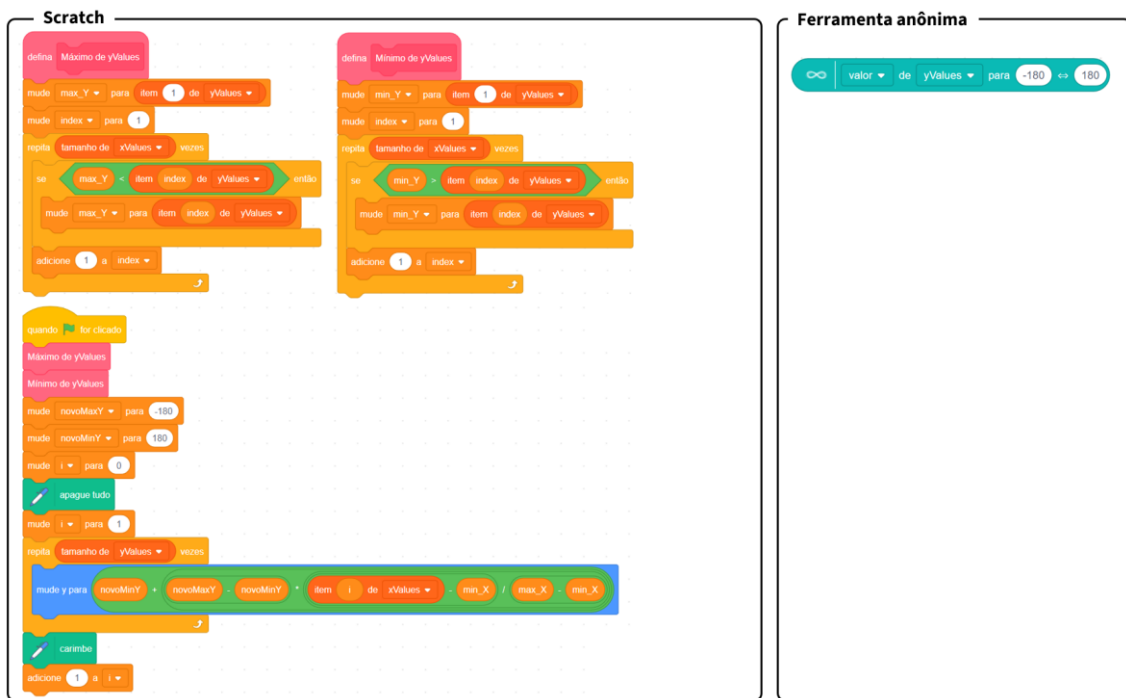 Scratch
defina Máximo de yValues
mude max_Y para item 1 de yValues
mude index para 1
repita tamanho de xValues vezes
se max_Y < item index de yValues então
mude max_Y para item index de yValues
adicione 1 a index
defina Mínimo de yValues
mude min_Y para item 1 de yValues
mude index para 1
repita tamanho de xValues vezes
se min_Y > item index de yValues então
mude min_Y para item index de yValues
adicione 1 a index
quando for clicado
Máximo de yValues
Mínimo de yValues
mude novoMaxY para -180
mude novoMinY para 180
mude i para 0
apague tudo
mude i para 1
repita tamanho de yValues vezes
mude y para novoMinY + novoMaxY - novoMinY * item i de xValues - min_X / max_X - min_X
carimbe
adicione 1 a i
Ferramenta anônima
valor de yValues para -180 ⇔ 180